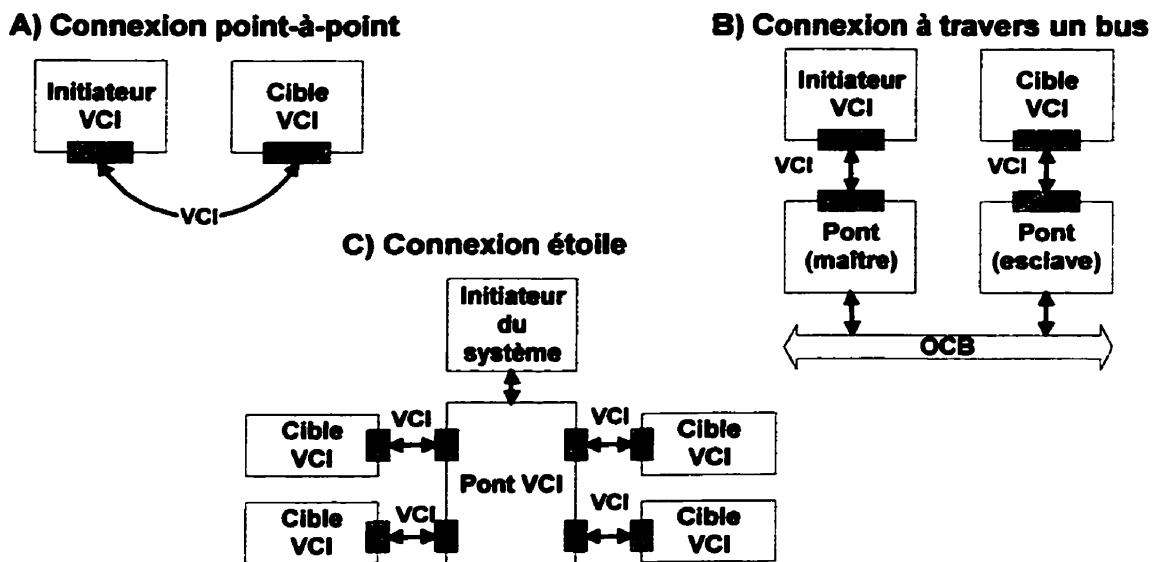 A) Connexion point-à-point
Initiateur
VCI
Cible
VCI
VCI
B) Connexion à travers un bus
Initiateur
VCI
Cible
VCI
VCI
VCI
Pont
(maître)
Pont
(esclave)
OCB
C) Connexion étoile
Initiateur
du
système
Cible
VCI
VCI
VCI
Cible
VCI
Pont VCI
Cible
VCI
VCI
VCI
Cible
VCI